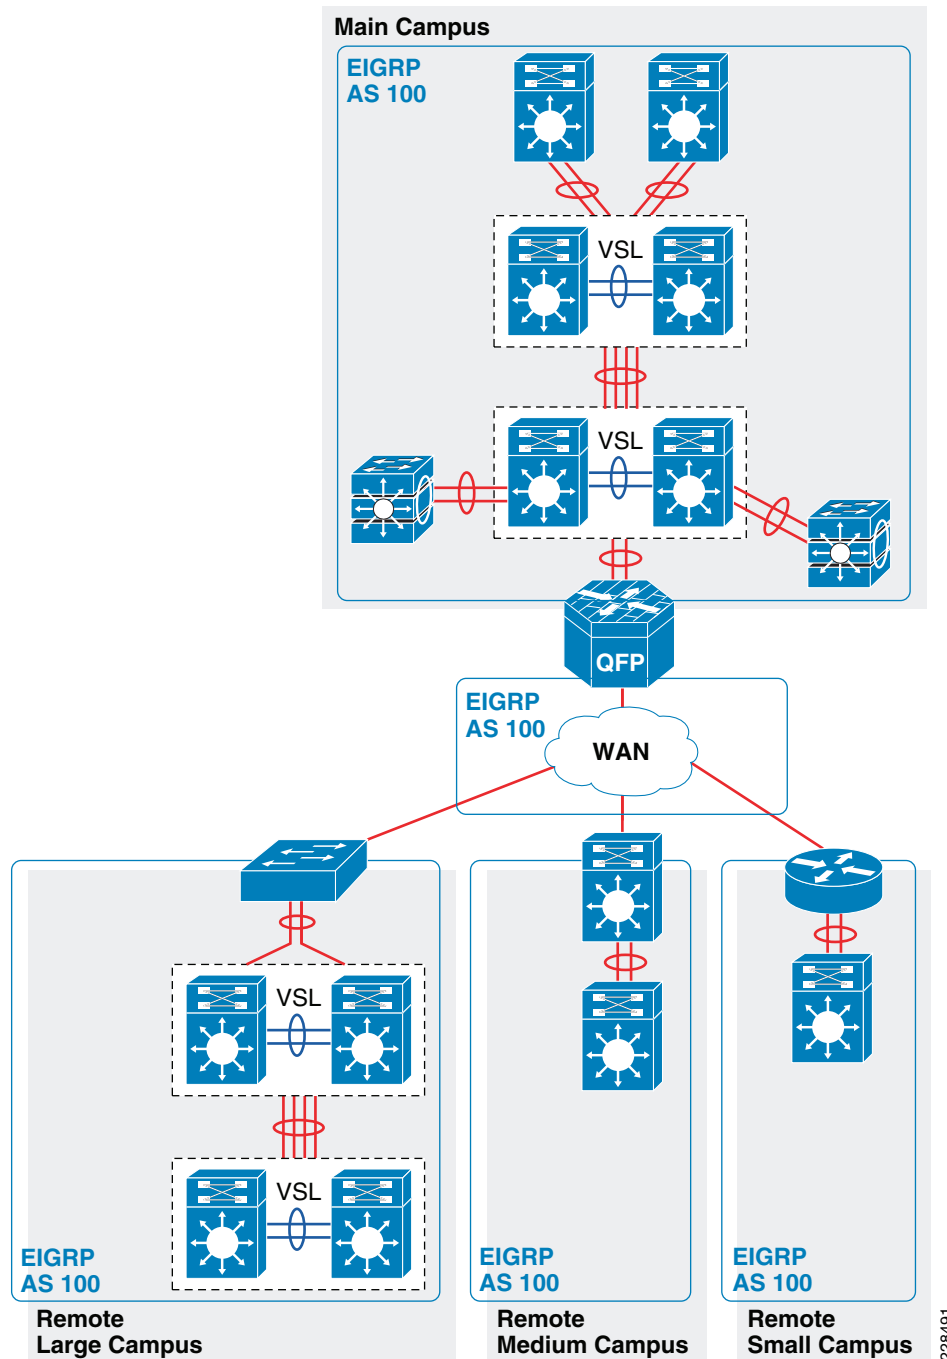 Main Campus
EIGRP
AS 100
VSL
VSL
QFP
EIGRP
AS 100
WAN
VSL
VSL
EIGRP
AS 100
Remote
Large Campus
EIGRP
AS 100
Remote
Medium Campus
EIGRP
AS 100
Remote
Small Campus
228491